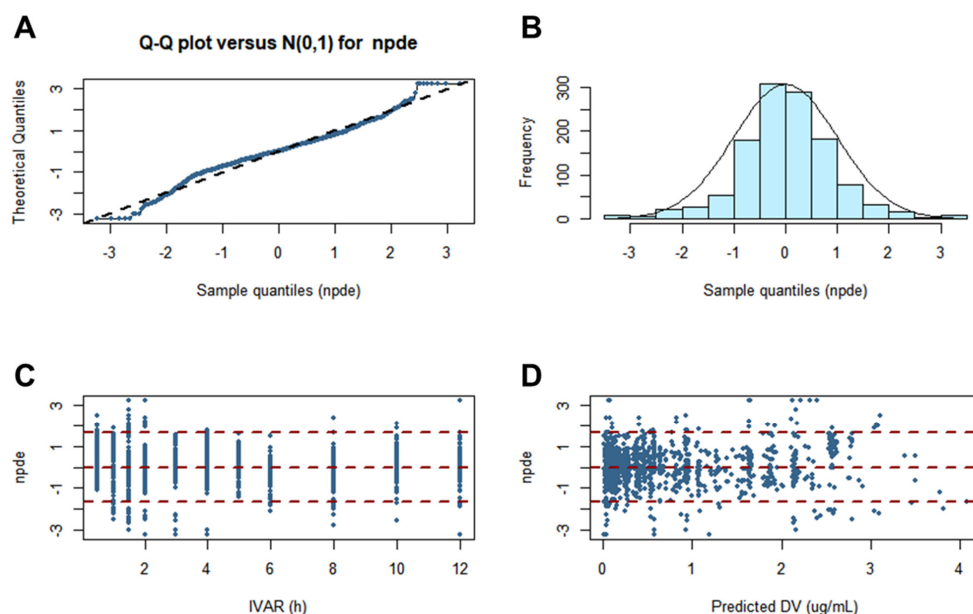 A
B
Q-Q plot versus N(0,1) for npde
Theoretical Quantiles
-3 -1 1 3
-3 -2 -1 0 1 2 3
Sample quantiles (npde)
Frequency
0 100 200 300
-3 -2 -1 0 1 2 3
Sample quantiles (npde)
C
D
npde
-3 -1 1 3
2 4 6 8 10 12
IVAR (h)
npde
-3 -1 1 3
0 1 2 3 4
Predicted DV (ug/mL)